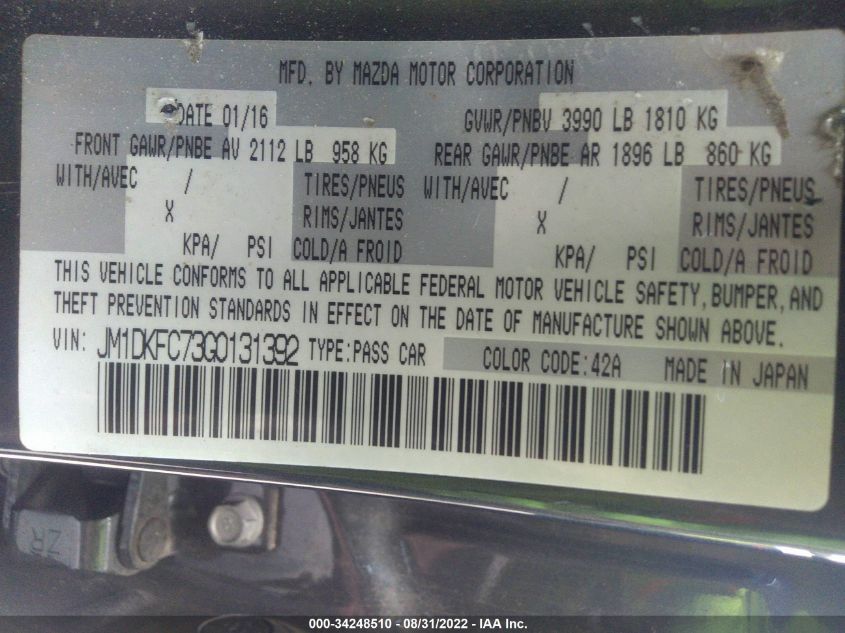 MFD. BY MAZDA MOTOR CORPORATION
DATE 01/16 GVWR/PNBV 3990 LB 1810 KG
FRONT GAWR/PNBE AV 2112 LB 958 KG REAR GAWR/PNBE AR 1896 LB 860 KG
WITH/AVEC / TIRES/PNEUS WITH/AVEC / TIRES/PNEUS
X RIMS/JANTES X RIMS/JANTES
KPA/ PSI COLD/A FROID KPA/ PSI COLD/A FROID
THIS VEHICLE CONFORMS TO ALL APPLICABLE FEDERAL MOTOR VEHICLE SAFETY, BUMPER, AND
THEFT PREVENTION STANDARDS IN EFFECT ON THE DATE OF MANUFACTURE SHOWN ABOVE.
VIN: JM1DKFC73G0131392 TYPE:PASS CAR COLOR CODE:42A MADE IN JAPAN
ZR
000-34248510 - 08/31/2022 - IAA Inc.